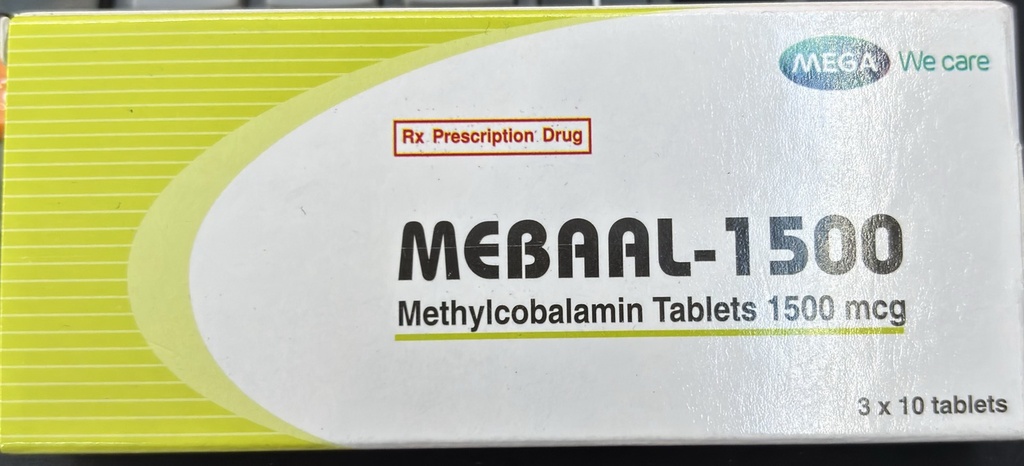 MEGA We care
Rx Prescription Drug
MEBAAL-1500
Methylcobalamin Tablets 1500 mcg
3 x 10 tablets